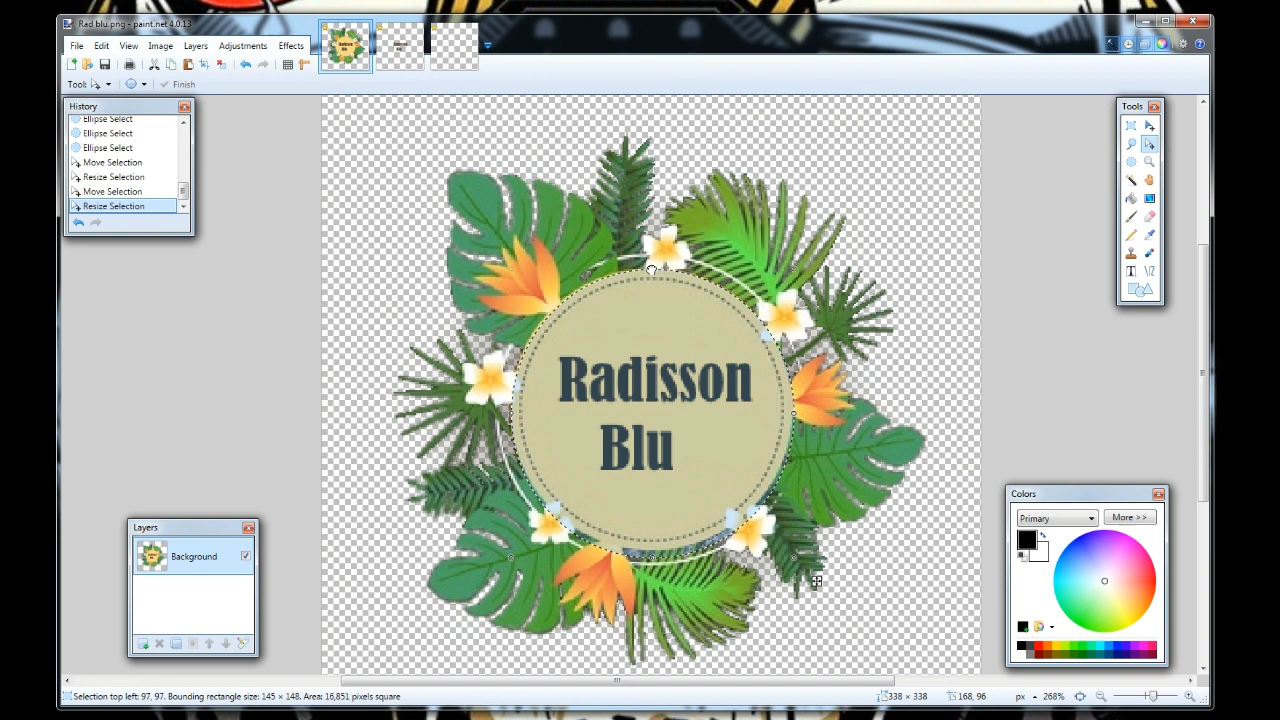 Rad blu.png - paint.net 4.0.13
File Edit View Image Layers Adjustments Effects
Tool: Finish
History
Ellipse Select
Ellipse Select
Ellipse Select
Move Selection
Resize Selection
Move Selection
Resize Selection
Tools
Radisson
Blu
Layers
Background
Colors
Primary More >>
Selection top left: 97, 97. Bounding rectangle size: 145 × 148. Area: 16,851 pixels square 338 × 338 168, 96 px 268%